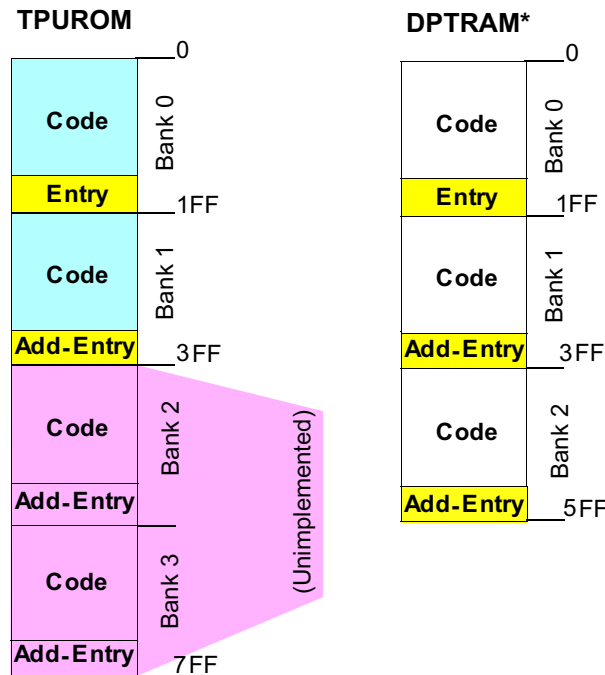 TPUROM
0
Code
Bank 0
Entry
1FF
Code
Bank 1
Add-Entry
3FF
Code
Bank 2
Add-Entry
Code
Bank 3
Add-Entry
7FF
(Unimplemented)
DPTRAM*
0
Code
Bank 0
Entry
1FF
Code
Bank 1
Add-Entry
3FF
Code
Bank 2
Add-Entry
5FF